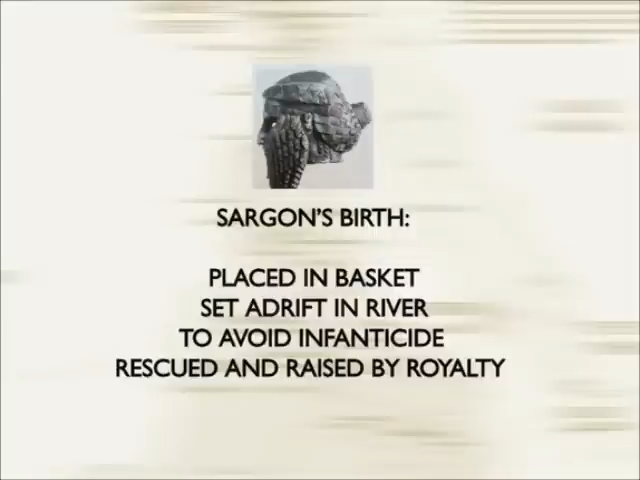 SARGON'S BIRTH:
PLACED IN BASKET
SET ADRIFT IN RIVER
TO AVOID INFANTICIDE
RESCUED AND RAISED BY ROYALTY